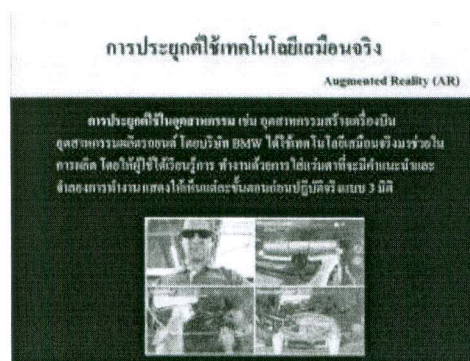 การประยุกต์ใช้เทคโนโลยีเสมือนจริง
Augmented Reality (AR)
การประยุกต์ใช้ในอุตสาหกรรม เช่น อุตสาหกรรมสร้างเครื่องบิน
อุตสาหกรรมผลิตรถยนต์ โดยบริษัท BMW ได้ใช้เทคโนโลยีเสมือนจริงมาช่วยใน
การผลิต โดยให้ผู้ใช้ได้เรียนรู้การ ทำงานด้วยการใส่แว่นตาที่จะมีคำแนะนำและ
จำลองการทำงาน แสดงให้เห็นแต่ละขั้นตอนก่อนปฏิบัติจริงแบบ 3 มิติ